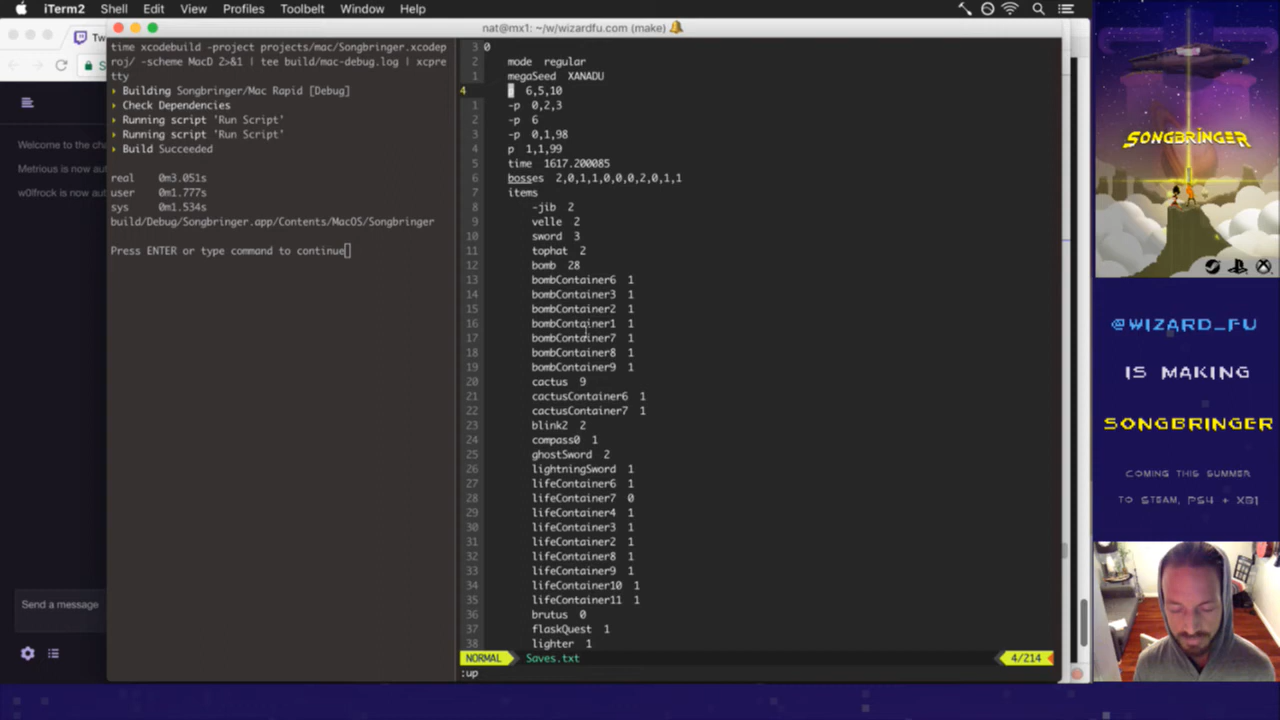 iTerm2 Shell Edit View Profiles Toolbelt Window Help
nat@mx1: ~/w/wizardfu.com (make)
Tw
S
Welcome to the cha
Metrious is now aut
w0lfrock is now aut
Send a message
time xcodebuild -project projects/mac/Songbringer.xcodep
roj/ -scheme MacD 2>&1 | tee build/mac-debug.log | xcpre
tty
Building Songbringer/Mac Rapid [Debug]
Check Dependencies
Running script 'Run Script'
Running script 'Run Script'
Build Succeeded
real 0m3.051s
user 0m1.777s
sys 0m1.534s
build/Debug/Songbringer.app/Contents/MacOS/Songbringer
Press ENTER or type command to continue
3 0
2 mode regular
1 megaSeed XANADU
4 p 6,5,10
1 -p 0,2,3
2 -p 6
3 -p 0,1,98
4 p 1,1,99
5 time 1617.200085
6 bosses 2,0,1,1,0,0,0,2,0,1,1
7 items
8 -jib 2
9 velle 2
10 sword 3
11 tophat 2
12 bomb 28
13 bombContainer6 1
14 bombContainer3 1
15 bombContainer2 1
16 bombContainer1 1
17 bombContainer7 1
18 bombContainer8 1
19 bombContainer9 1
20 cactus 9
21 cactusContainer6 1
22 cactusContainer7 1
23 blink2 2
24 compass0 1
25 ghostSword 2
26 lightningSword 1
27 lifeContainer6 1
28 lifeContainer7 0
29 lifeContainer4 1
30 lifeContainer3 1
31 lifeContainer2 1
32 lifeContainer8 1
33 lifeContainer9 1
34 lifeContainer10 1
35 lifeContainer11 1
36 brutus 0
37 flaskQuest 1
38 lighter 1
NORMAL Saves.txt 4/214
:up
SONGBRINGER
@WIZARD_FU
IS MAKING
SONGBRINGER
COMING THIS SUMMER
TO STEAM, PS4 + XB1